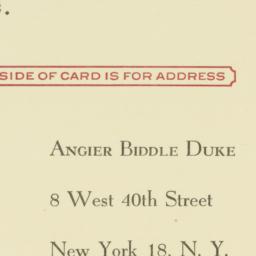 SIDE OF CARD IS FOR ADDRESS
Angier Biddle Duke
8 West 40th Street
New York 18, N. Y.